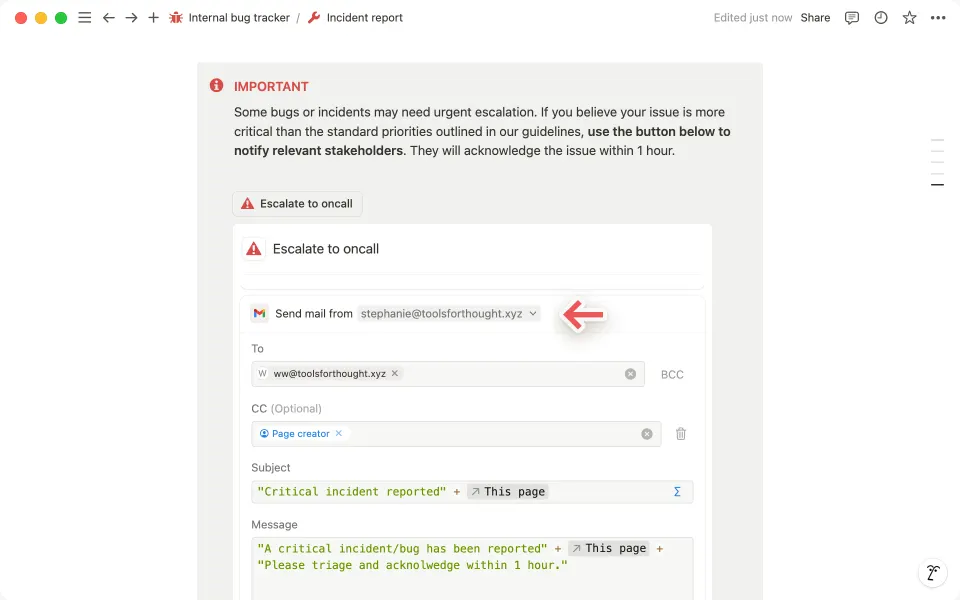 Internal bug tracker / Incident report Edited just now Share
IMPORTANT
Some bugs or incidents may need urgent escalation. If you believe your issue is more
critical than the standard priorities outlined in our guidelines, use the button below to
notify relevant stakeholders. They will acknowledge the issue within 1 hour.
Escalate to oncall
Escalate to oncall
Send mail from stephanie@toolsforthought.xyz
To
W ww@toolsforthought.xyz
BCC
CC (Optional)
Page creator
Subject
"Critical incident reported" + This page Σ
Message
"A critical incident/bug has been reported" + This page +
"Please triage and acknolwedge within 1 hour."